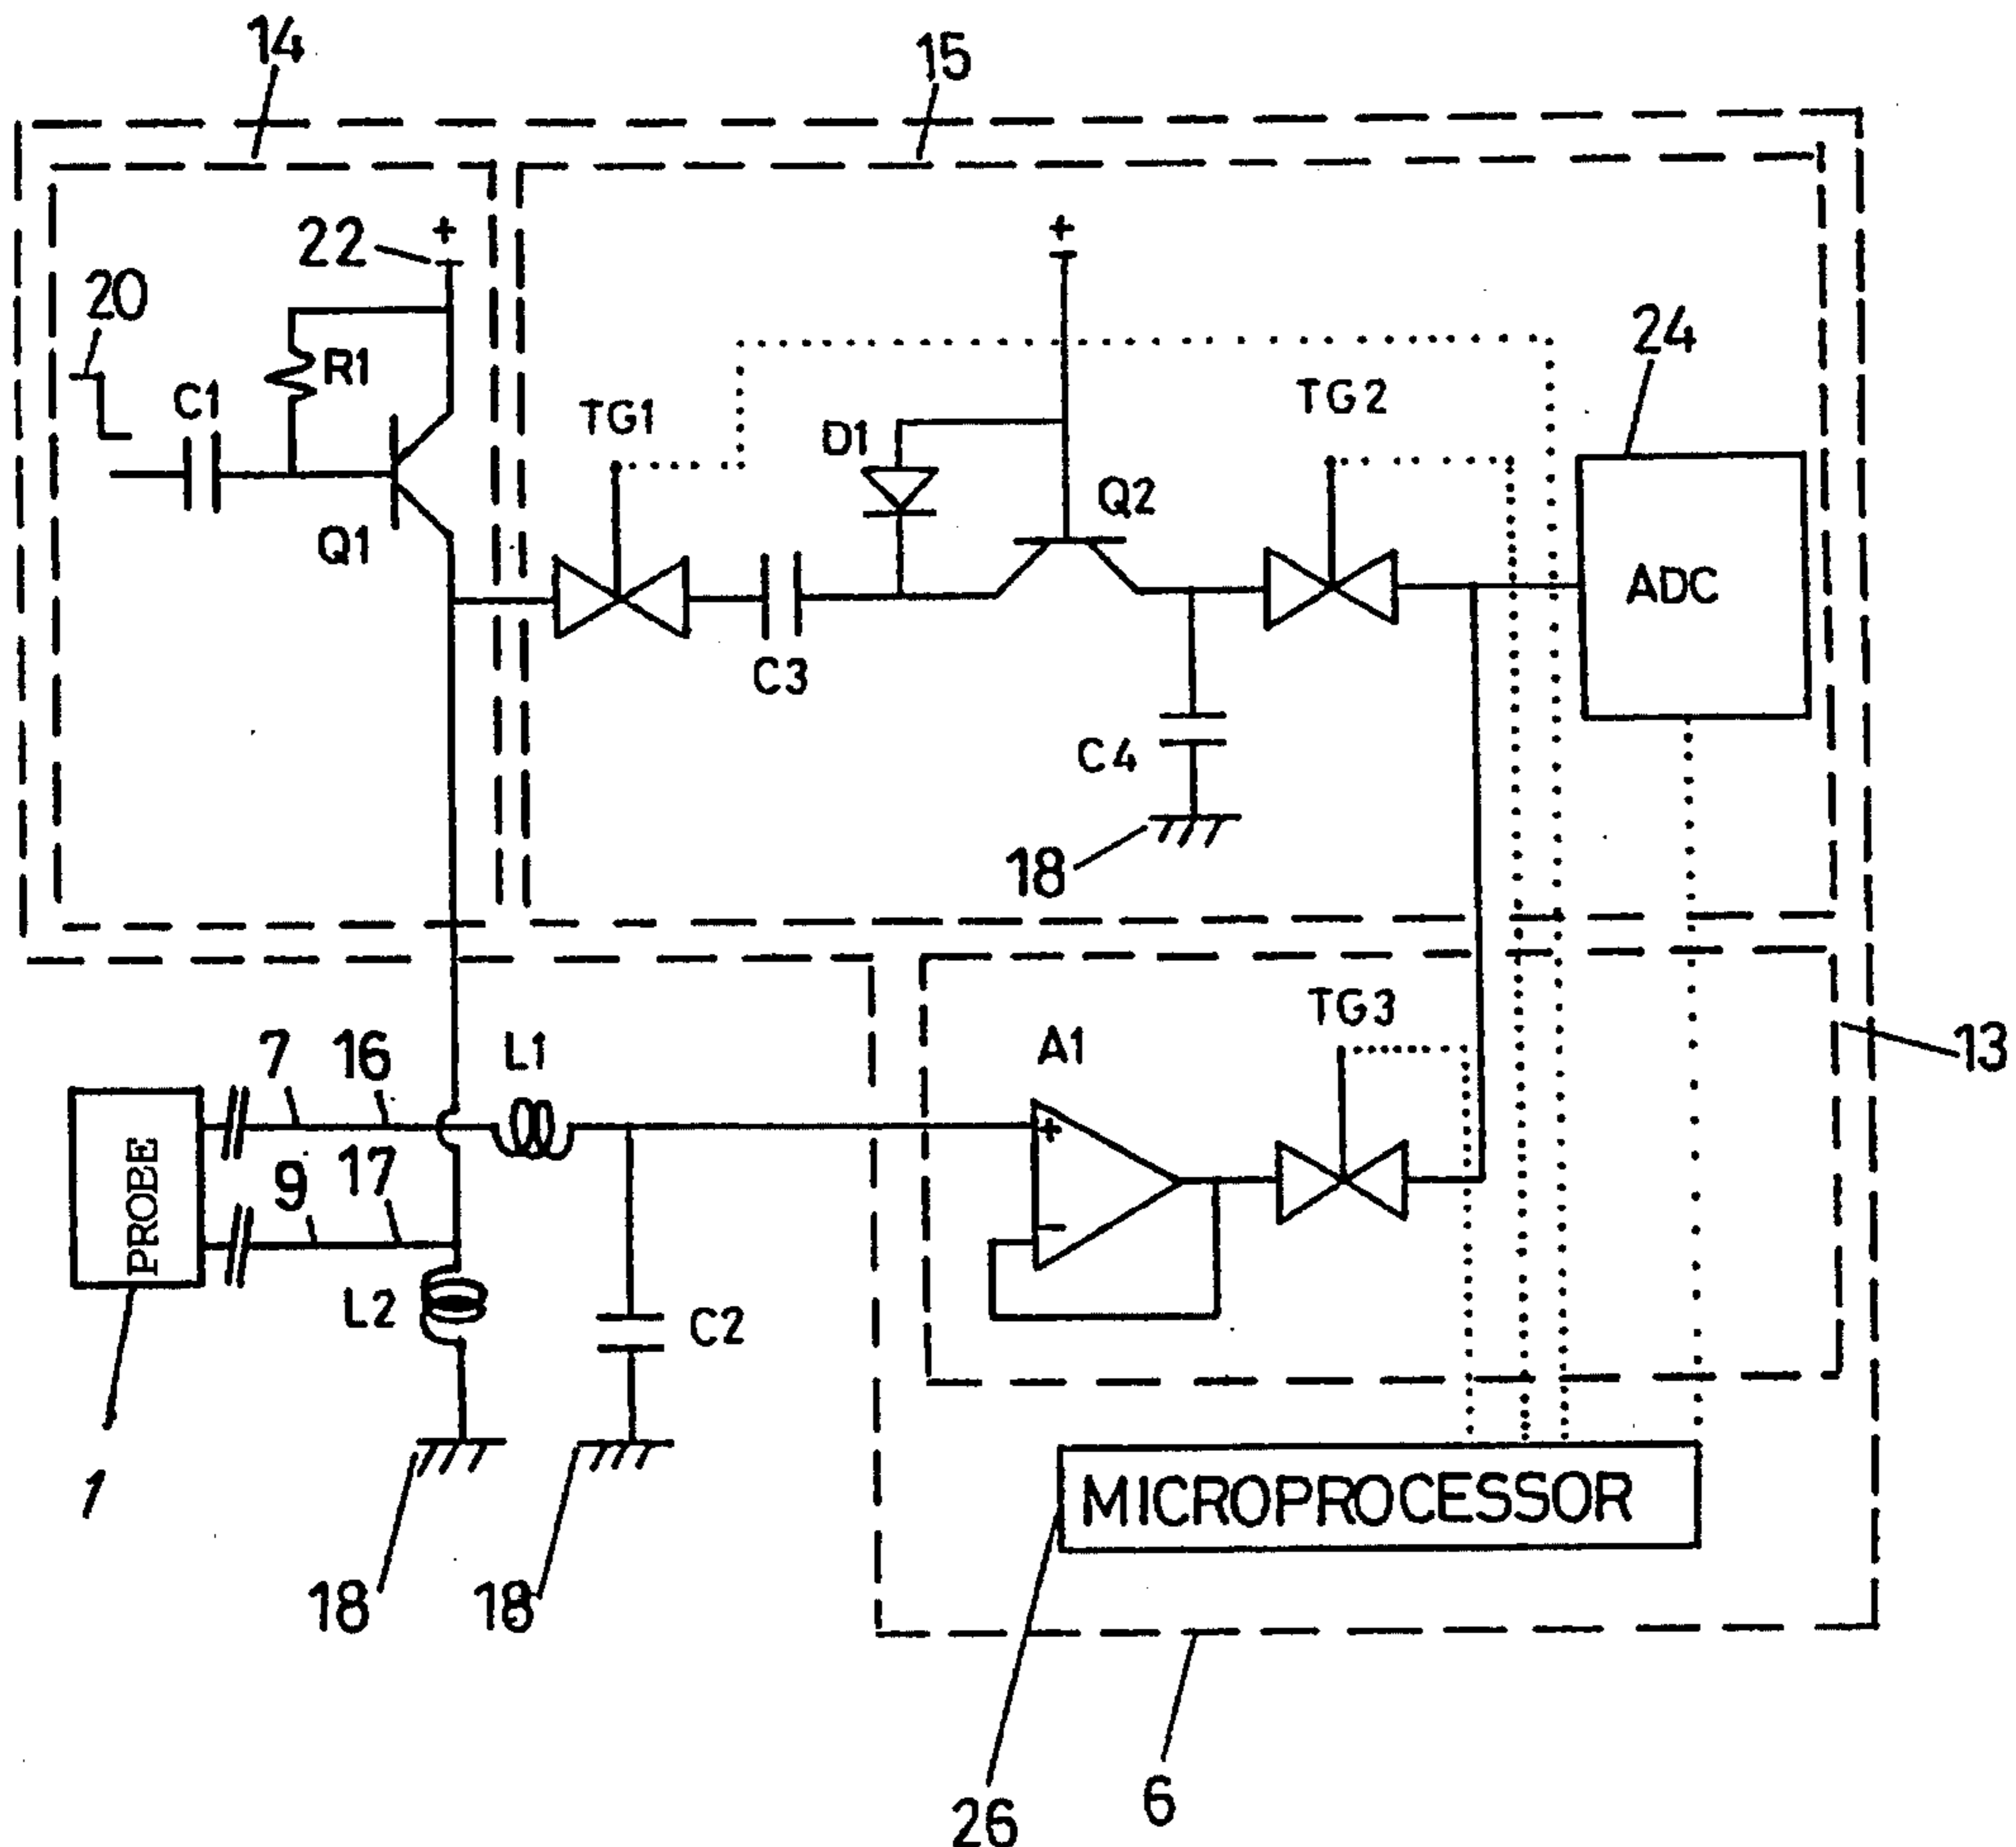 14
15
+
22
+
20
R1
24
C1
TG1
TG2
D1
Q2
Q1
ADC
C3
C4
18
TG3
7
16
L1
A1
13
+
PROBE
9
17
−
L2
C2
1
MICROPROCESSOR
18
18
26
6